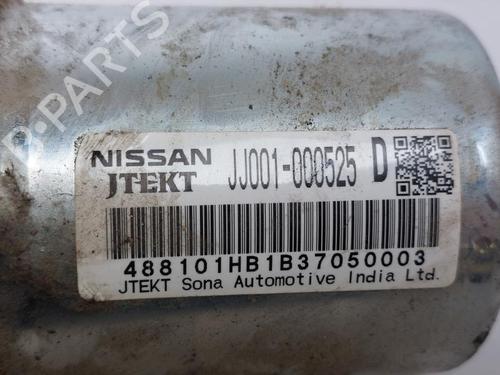 B-PARTS
NISSAN
JTEKT JJ001-000525 D
488101HB1B37050003
JTEKT Sona Automotive India Ltd.